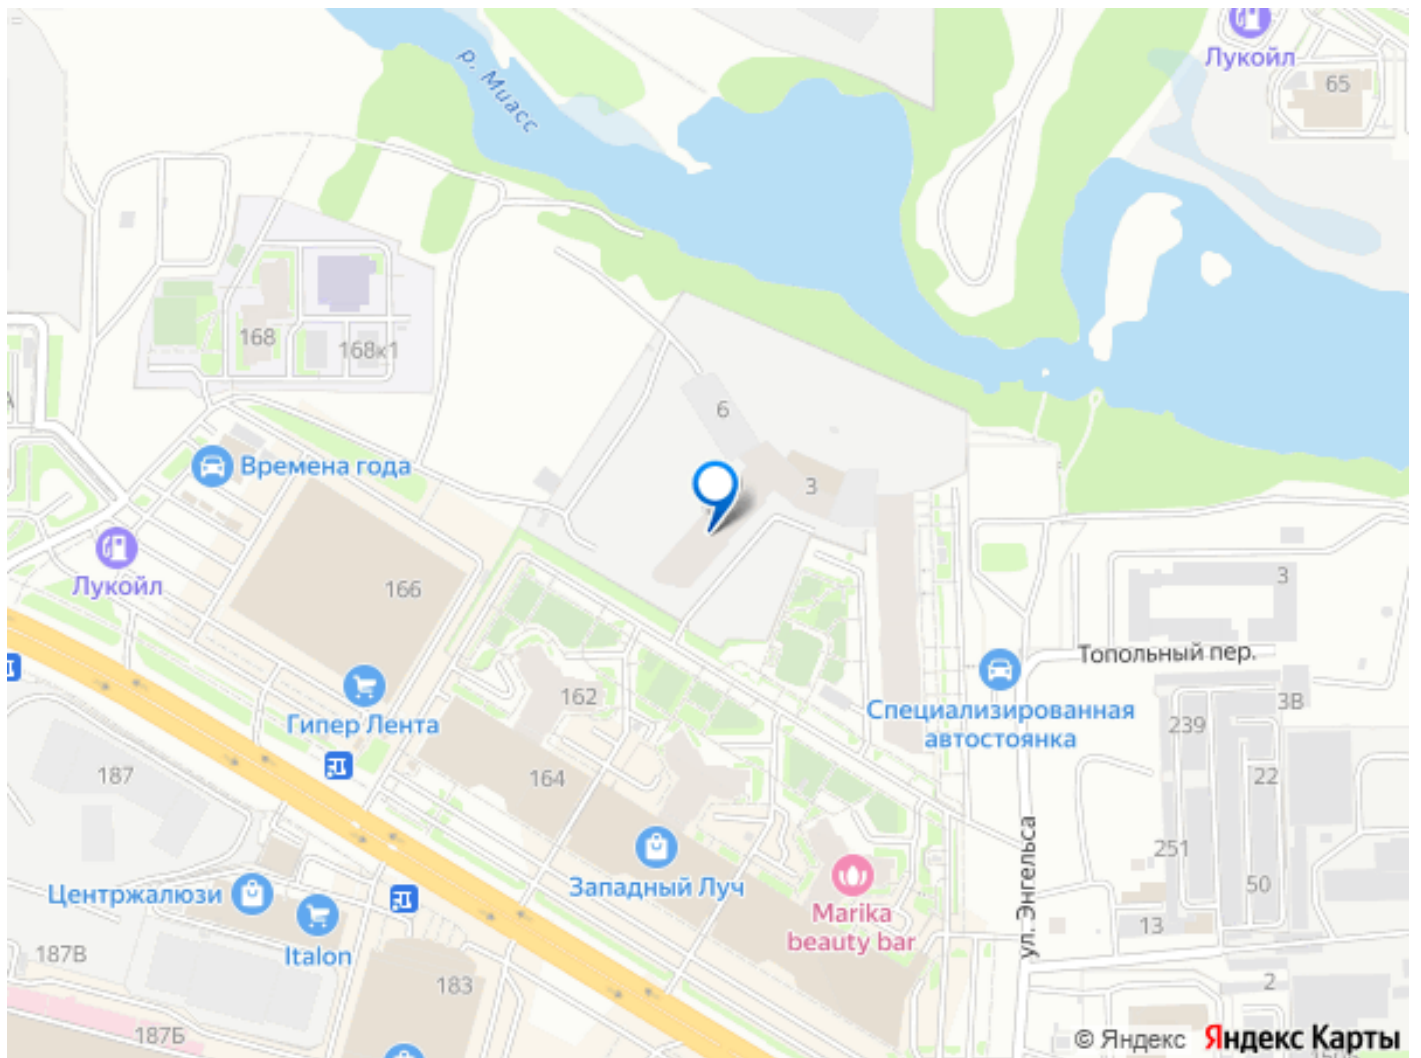 Лукойл
65
р. Миасс
168
168к1
А
6
3
Времена года
Лукойл
166
3
Топольный пер.
Специализированная
автостоянка
162
Гипер Лента
3В
239
22
187
164
251
50
ул. Энгельса
Западный Луч
Центржалюзи
Italon
Marika
beauty bar
13
187В
183
2
187Б
© Яндекс Яндекс Карты